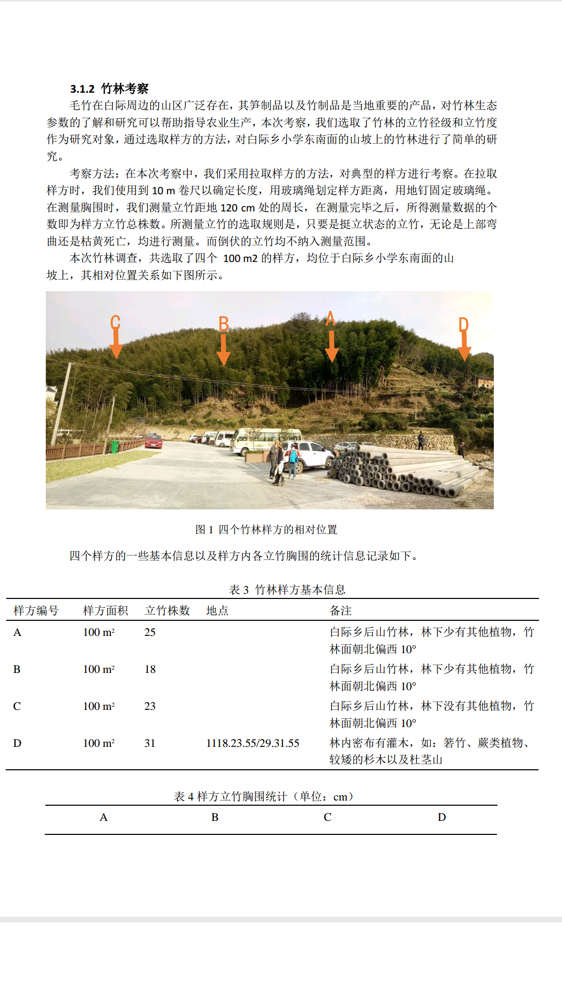 3.1.2 竹林考察
毛竹在白际周边的山区广泛存在，其笋制品以及竹制品是当地重要的产品，对竹林生态
参数的了解和研究可以帮助指导农业生产，本次考察，我们选取了竹林的立竹径级和立竹度
作为研究对象，通过选取样方的方法，对白际乡小学东南面的山坡上的竹林进行了简单的研
究。
考察方法：在本次考察中，我们采用拉取样方的方法，对典型的样方进行考察。在拉取
样方时，我们使用到 10 m 卷尺以确定长度，用玻璃绳划定样方距离，用地钉固定玻璃绳。
在测量胸围时，我们测量立竹距地 120 cm 处的周长，在测量完毕之后，所得测量数据的个
数即为样方立竹总株数。所测量立竹的选取规则是，只要是挺立状态的立竹，无论是上部弯
曲还是枯黄死亡，均进行测量。而倒伏的立竹均不纳入测量范围。
本次竹林调查，共选取了四个 100 m2 的样方，均位于白际乡小学东南面的山
坡上，其相对位置关系如下图所示。
C B A D
图 1 四个竹林样方的相对位置
四个样方的一些基本信息以及样方内各立竹胸围的统计信息记录如下。
表 3 竹林样方基本信息
样方编号 样方面积 立竹株数 地点 备注
A 100 m² 25 白际乡后山竹林，林下少有其他植物，竹
林面朝北偏西 10°
B 100 m² 18 白际乡后山竹林，林下少有其他植物，竹
林面朝北偏西 10°
C 100 m² 23 白际乡后山竹林，林下没有其他植物，竹
林面朝北偏西 10°
D 100 m² 31 1118.23.55/29.31.55 林内密布有灌木，如：箬竹、蕨类植物、
较矮的杉木以及杜茎山
表 4 样方立竹胸围统计（单位：cm）
A B C D